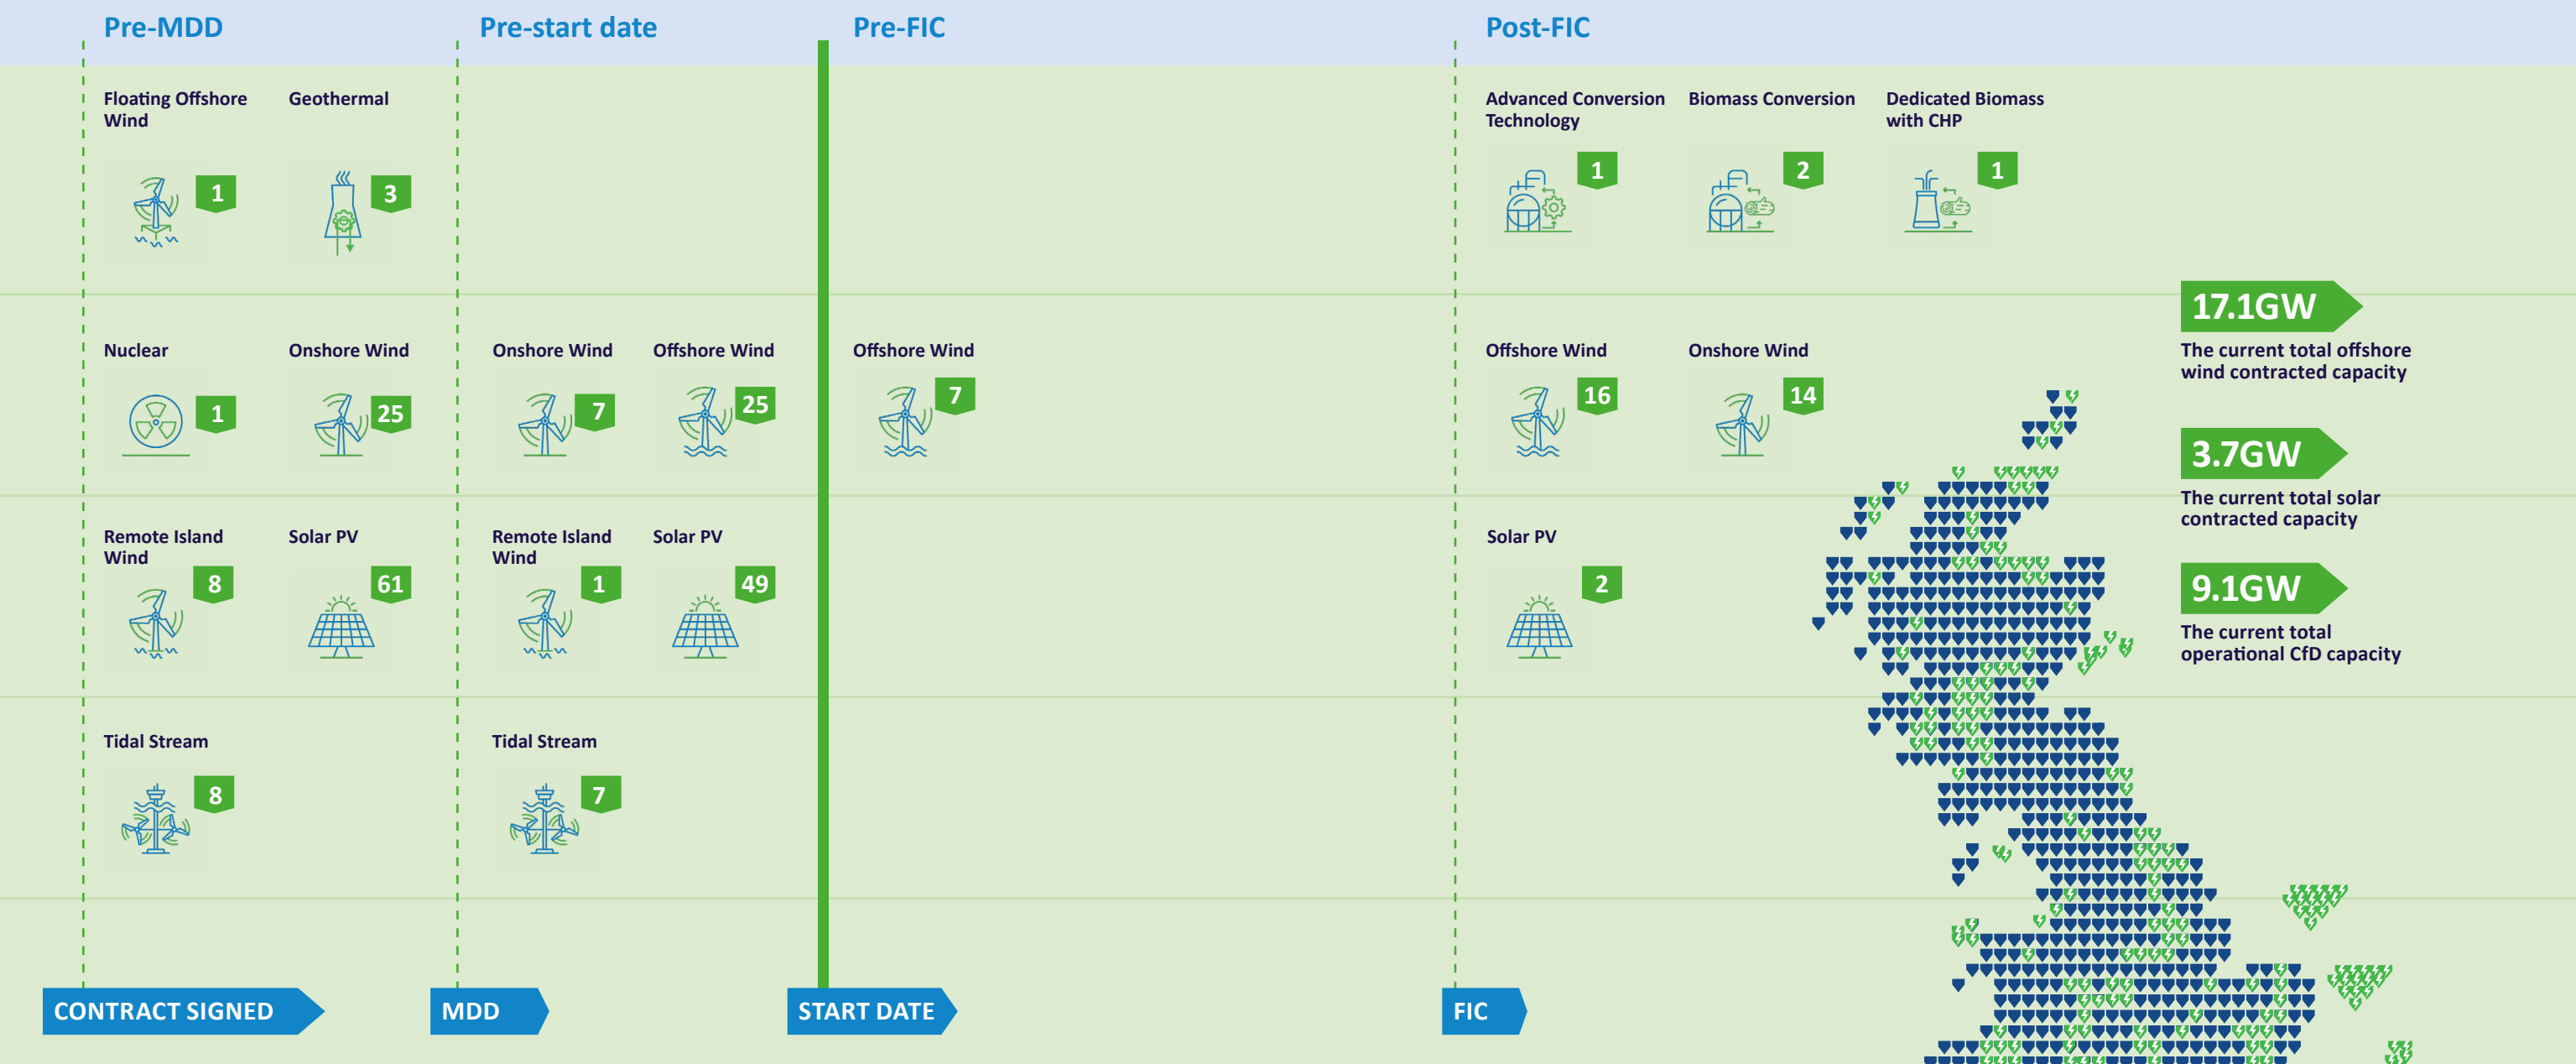 Pre-MDD
Pre-start date
Pre-FIC
Post-FIC
Floating Offshore
Wind
1
Geothermal
3
Advanced Conversion
Technology
1
Biomass Conversion
2
Dedicated Biomass
with CHP
1
Nuclear
1
Onshore Wind
25
Onshore Wind
7
Offshore Wind
25
Offshore Wind
7
Offshore Wind
16
Onshore Wind
14
Remote Island
Wind
8
Solar PV
61
Remote Island
Wind
1
Solar PV
49
Solar PV
2
Tidal Stream
8
Tidal Stream
7
17.1GW
The current total offshore
wind contracted capacity
3.7GW
The current total solar
contracted capacity
9.1GW
The current total
operational CfD capacity
CONTRACT SIGNED
MDD
START DATE
FIC